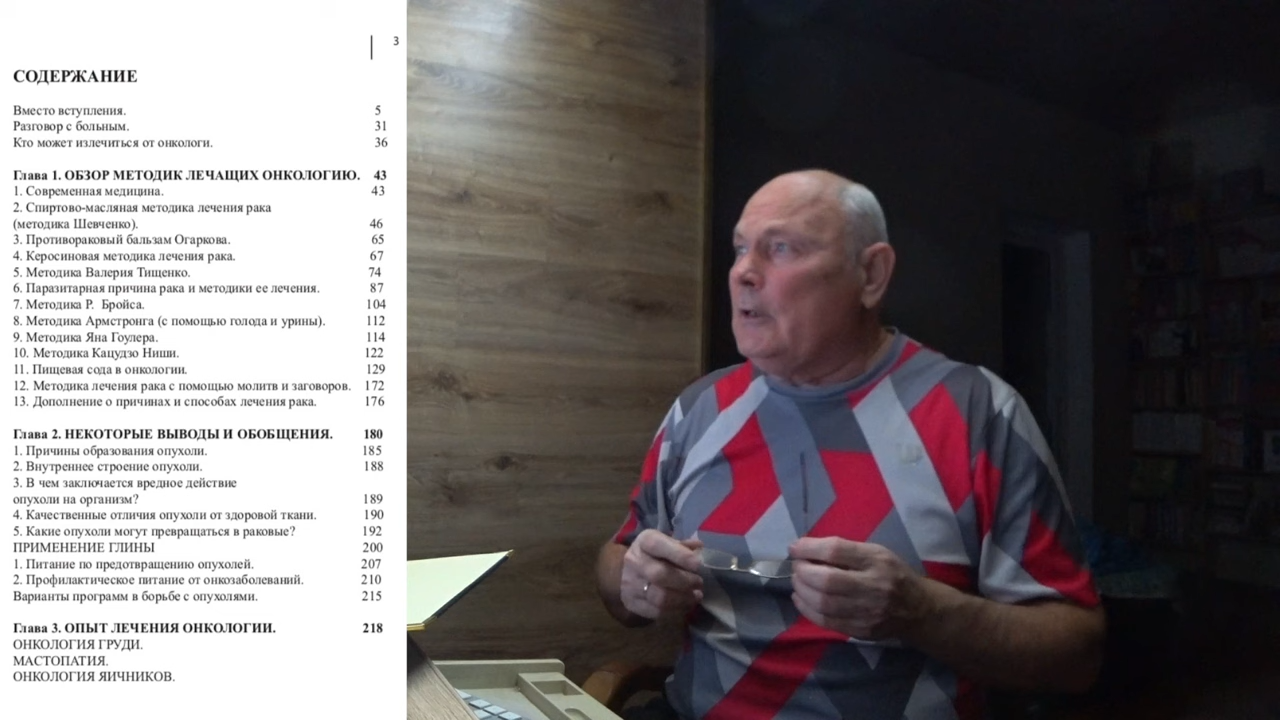 3
СОДЕРЖАНИЕ
Вместо вступления. 5
Разговор с больным. 31
Кто может излечиться от онкологи. 36
Глава 1. ОБЗОР МЕТОДИК ЛЕЧАЩИХ ОНКОЛОГИЮ. 43
1. Современная медицина. 43
2. Спиртово-масляная методика лечения рака
(методика Шевченко). 46
3. Противораковый бальзам Огаркова. 65
4. Керосиновая методика лечения рака. 67
5. Методика Валерия Тищенко. 74
6. Паразитарная причина рака и методики ее лечения. 87
7. Методика Р. Бройса. 104
8. Методика Армстронга (с помощью голода и урины). 112
9. Методика Яна Гоулера. 114
10. Методика Кацудзо Ниши. 122
11. Пищевая сода в онкологии. 129
12. Методика лечения рака с помощью молитв и заговоров. 172
13. Дополнение о причинах и способах лечения рака. 176
Глава 2. НЕКОТОРЫЕ ВЫВОДЫ И ОБОБЩЕНИЯ. 180
1. Причины образования опухоли. 185
2. Внутреннее строение опухоли. 188
3. В чем заключается вредное действие
опухоли на организм? 189
4. Качественные отличия опухоли от здоровой ткани. 190
5. Какие опухоли могут превращаться в раковые? 192
ПРИМЕНЕНИЕ ГЛИНЫ 200
1. Питание по предотвращению опухолей. 207
2. Профилактическое питание от онкозаболеваний. 210
Варианты программ в борьбе с опухолями. 215
Глава 3. ОПЫТ ЛЕЧЕНИЯ ОНКОЛОГИИ. 218
ОНКОЛОГИЯ ГРУДИ.
МАСТОПАТИЯ.
ОНКОЛОГИЯ ЯИЧНИКОВ.